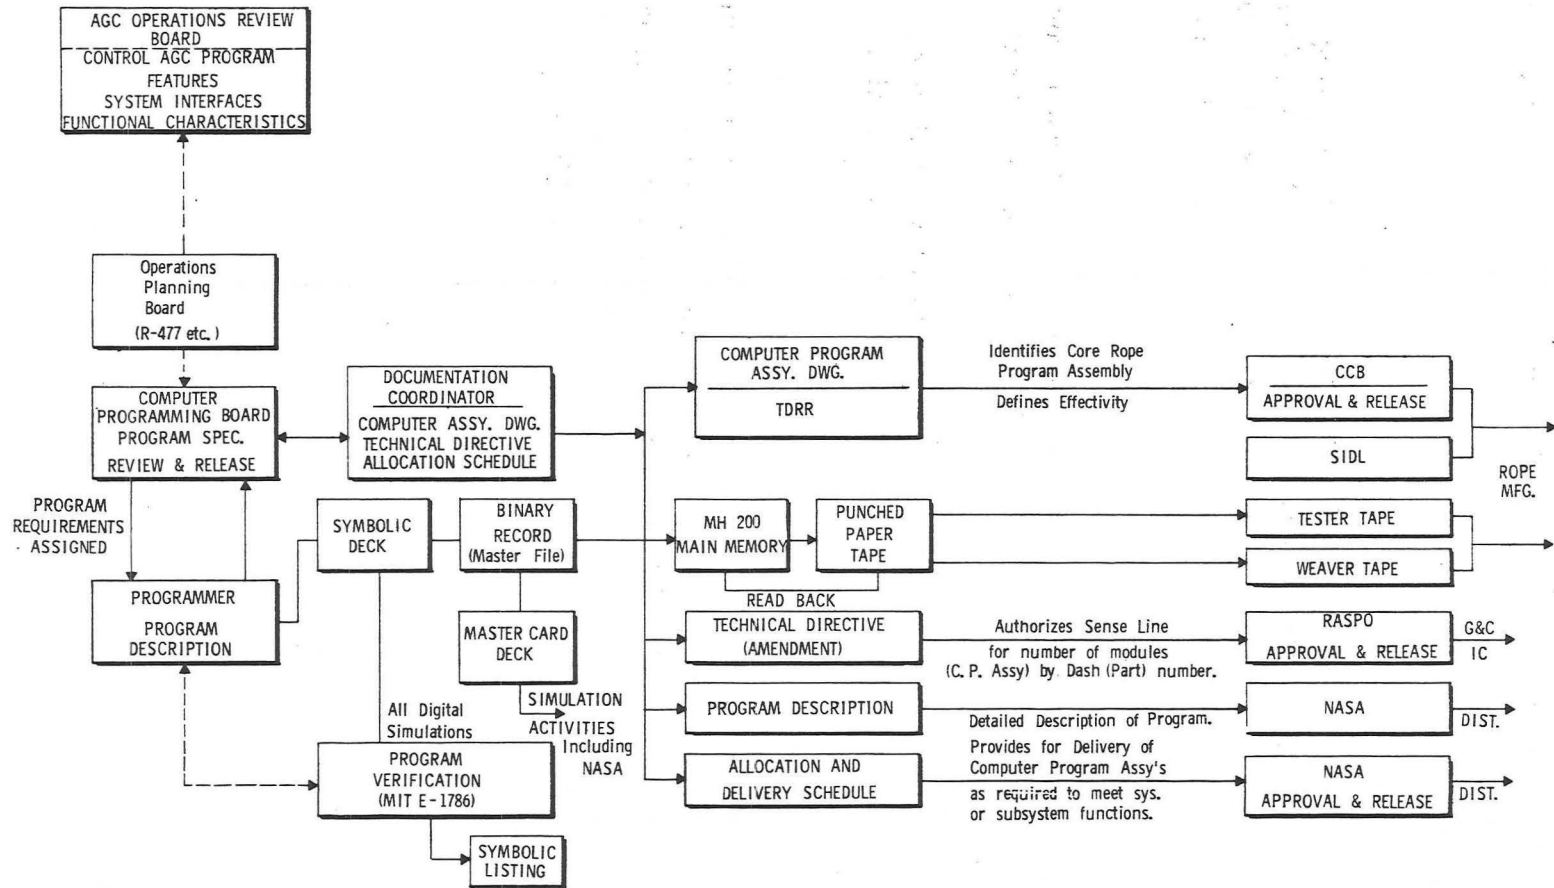 AGC OPERATIONS REVIEW
BOARD
CONTROL AGC PROGRAM
FEATURES
SYSTEM INTERFACES
FUNCTIONAL CHARACTERISTICS
Operations
Planning
Board
(R-477 etc.)
COMPUTER
PROGRAMMING BOARD
PROGRAM SPEC.
REVIEW & RELEASE
PROGRAM
REQUIREMENTS
ASSIGNED
PROGRAMMER
PROGRAM
DESCRIPTION
DOCUMENTATION
COORDINATOR
COMPUTER ASSY. DWG.
TECHNICAL DIRECTIVE
ALLOCATION SCHEDULE
SYMBOLIC
DECK
BINARY
RECORD
(Master File)
MASTER CARD
DECK
SIMULATION
ACTIVITIES
Including
NASA
All Digital
Simulations
PROGRAM
VERIFICATION
(MIT E-1786)
SYMBOLIC
LISTING
COMPUTER PROGRAM
ASSY. DWG.
TDRR
Identifies Core Rope
Program Assembly
Defines Effectivity
CCB
APPROVAL & RELEASE
SIDL
ROPE
MFG.
MH 200
MAIN MEMORY
PUNCHED
PAPER
TAPE
READ BACK
TESTER TAPE
WEAVER TAPE
TECHNICAL DIRECTIVE
(AMENDMENT)
Authorizes Sense Line
for number of modules
(C. P. Assy) by Dash (Part) number.
RASPO
APPROVAL & RELEASE
G&C
IC
PROGRAM DESCRIPTION
Detailed Description of Program.
NASA
DIST.
ALLOCATION AND
DELIVERY SCHEDULE
Provides for Delivery of
Computer Program Assy's
as required to meet sys.
or subsystem functions.
NASA
APPROVAL & RELEASE
DIST.